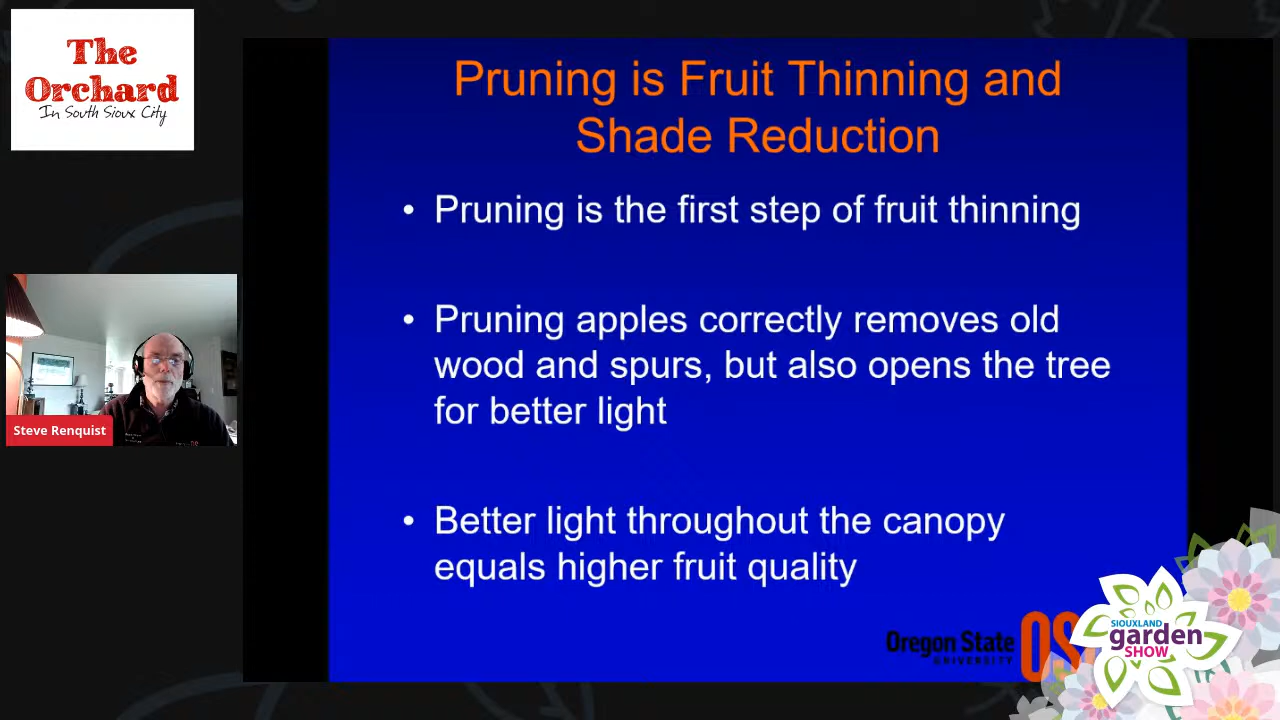 The
Orchard
In South Sioux City
Pruning is Fruit Thinning and
Shade Reduction
• Pruning is the first step of fruit thinning
• Pruning apples correctly removes old
wood and spurs, but also opens the tree
for better light
• Better light throughout the canopy
equals higher fruit quality
Steve Renquist
Oregon State
UNIVERSITY
OS
SIOUXLAND
garden
SHOW